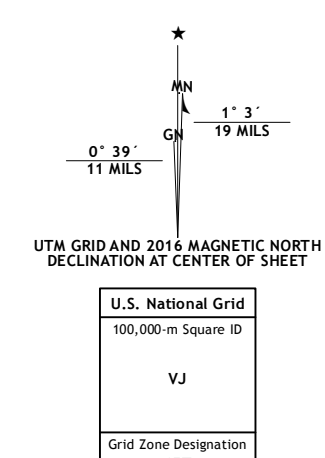 ★
MN
1° 3´
19 MILS
GN
0° 39´
11 MILS
UTM GRID AND 2016 MAGNETIC NORTH
DECLINATION AT CENTER OF SHEET
U.S. National Grid
100,000-m Square ID
VJ
Grid Zone Designation